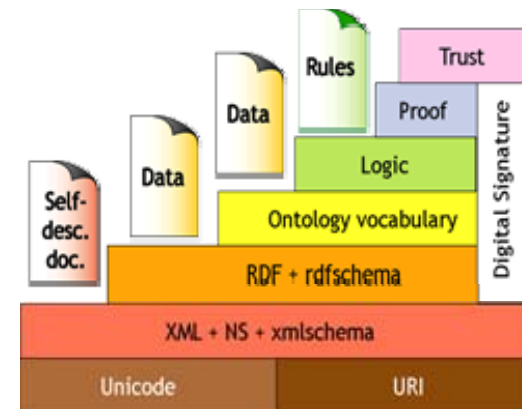 Rules
Trust
Data
Proof
Data
Logic
Self-
desc.
doc.
Ontology vocabulary
Digital Signature
RDF + rdfschema
XML + NS + xmlschema
Unicode
URI